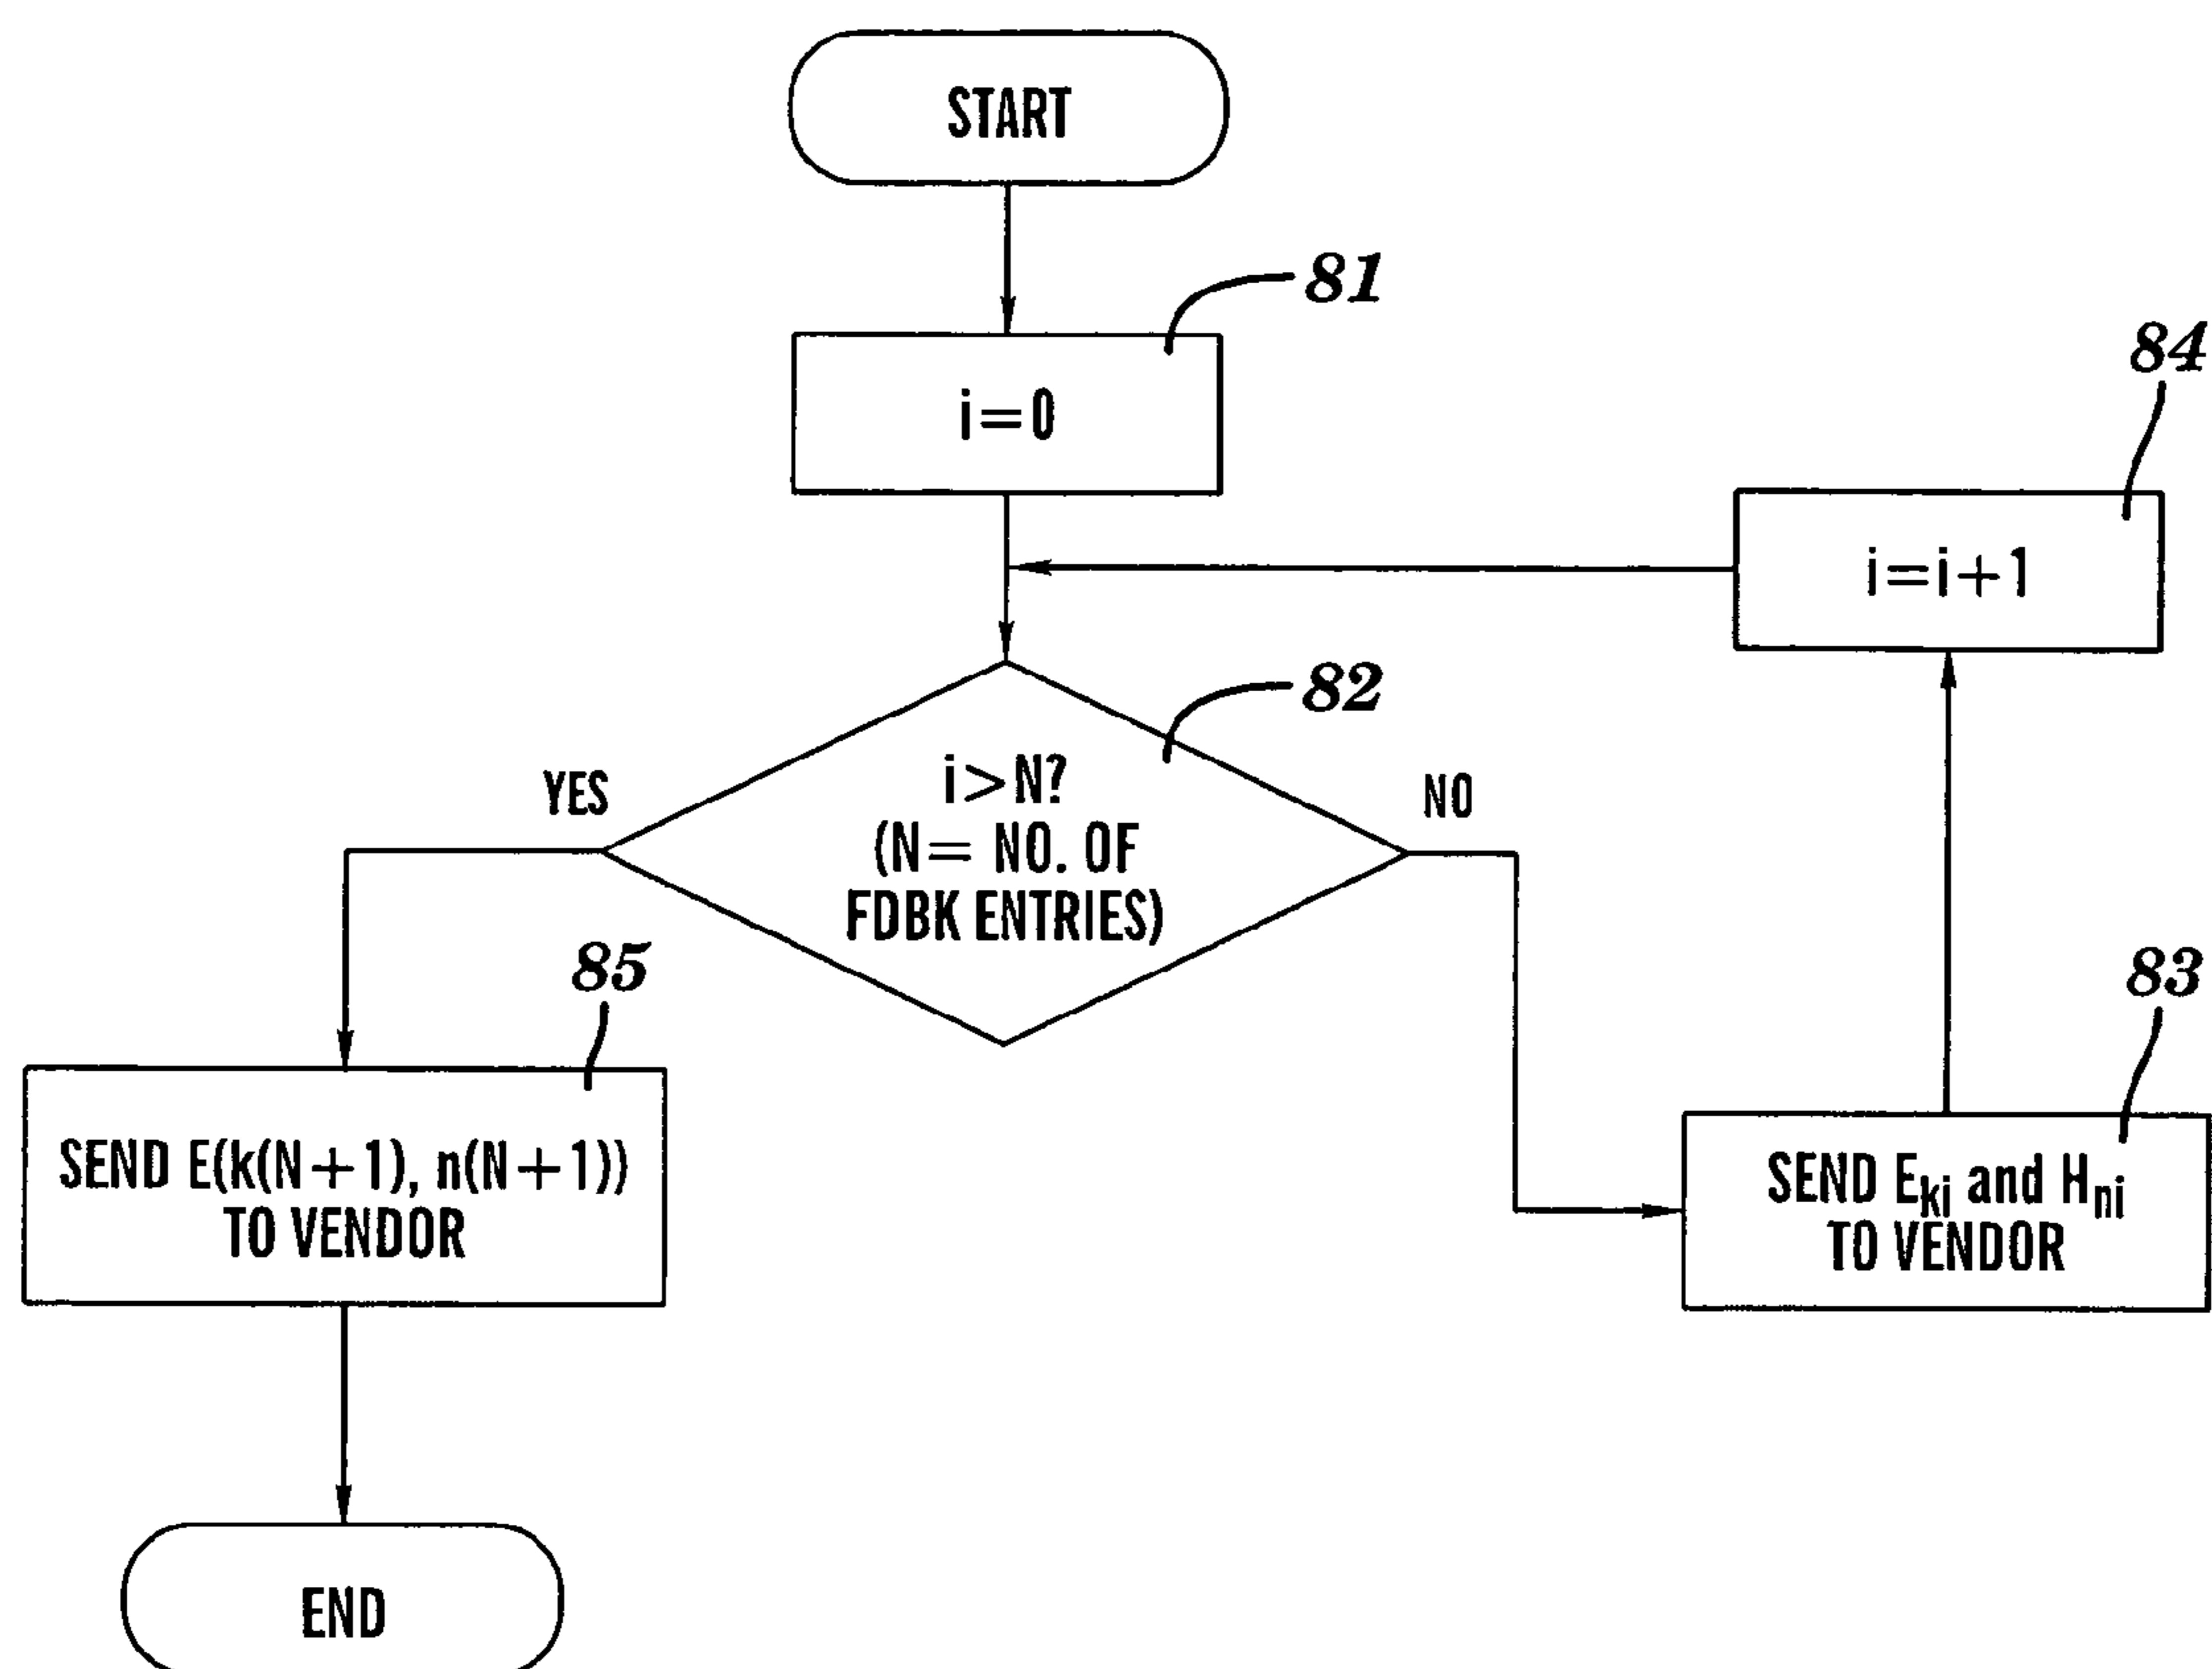 START
81
i=0
84
i=i+1
82
i>N?
(N= NO. OF
FDBK ENTRIES)
YES
NO
85
SEND E(k(N+1), n(N+1))
TO VENDOR
83
SEND Eki and Hni
TO VENDOR
END